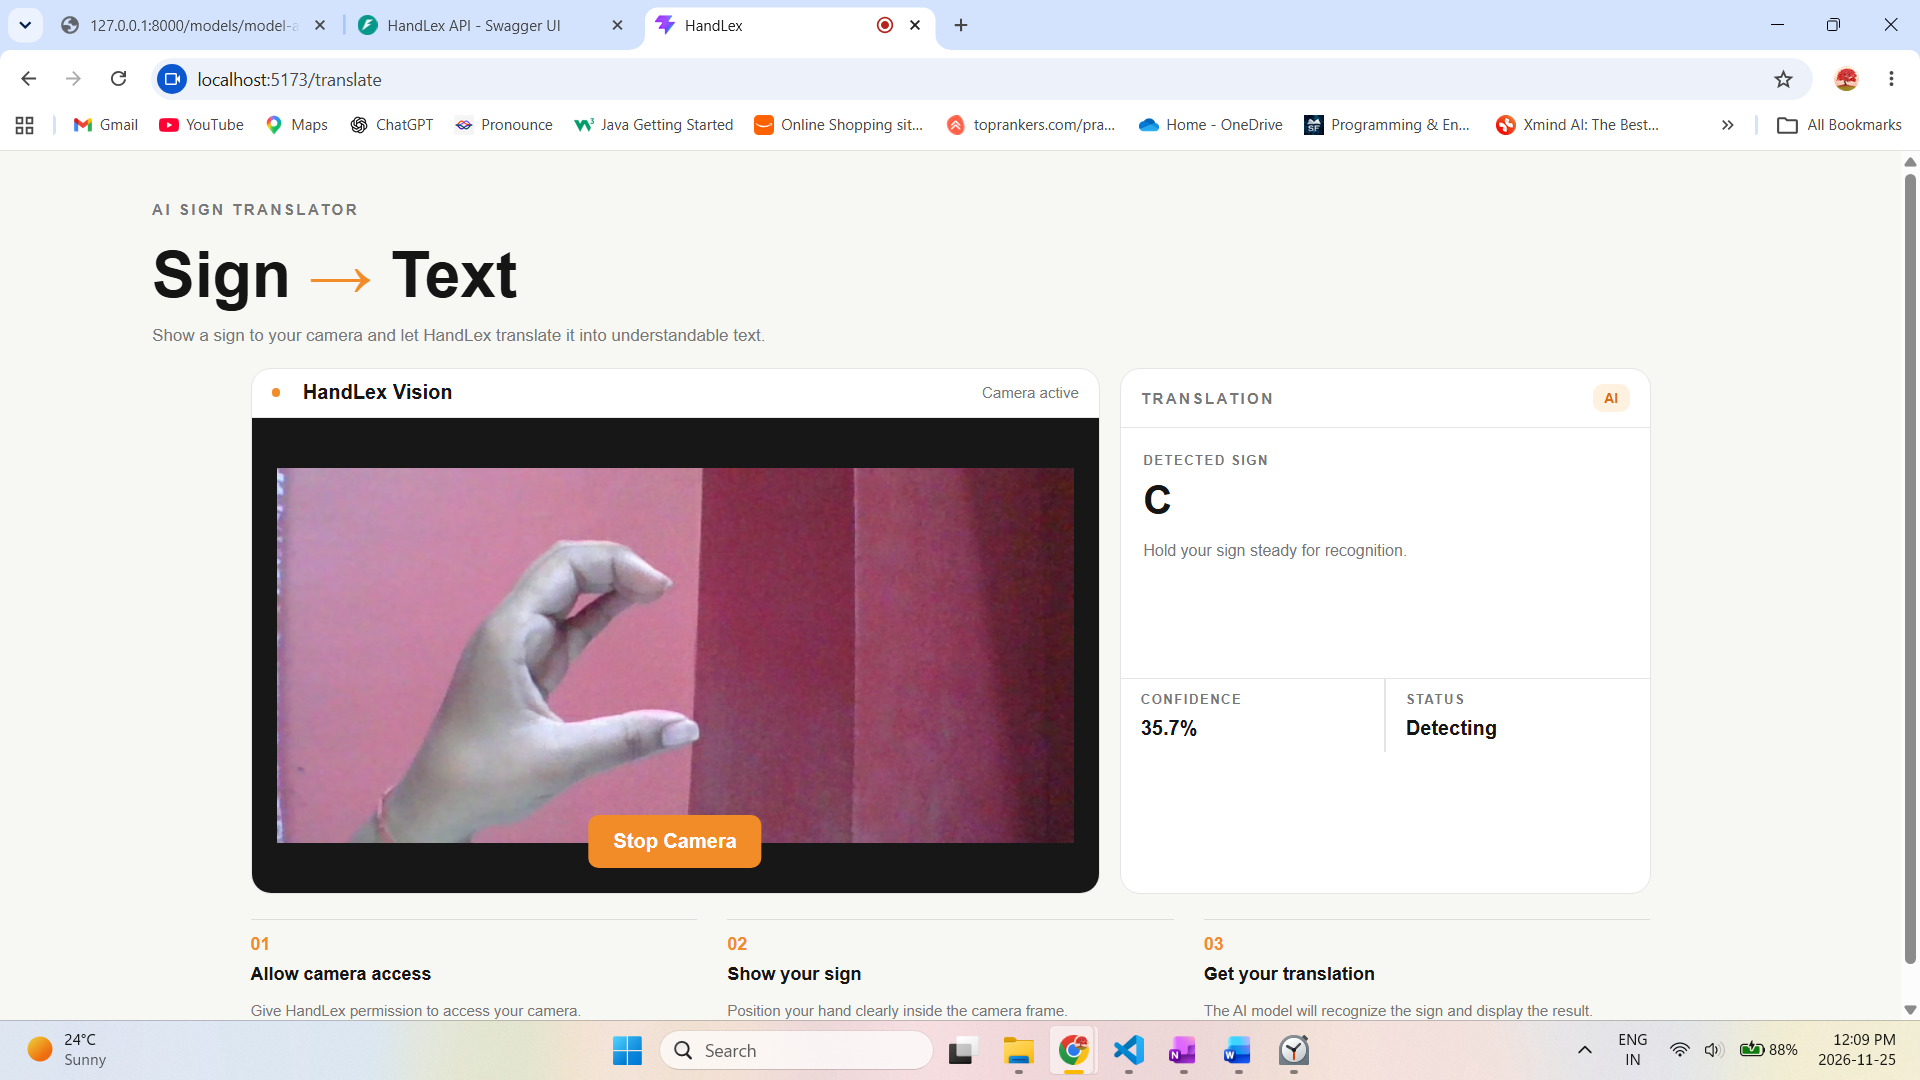 127.0.0.1:8000/models/model-a
HandLex API - Swagger UI
HandLex
localhost:5173/translate
Gmail
YouTube
Maps
ChatGPT
Pronounce
Java Getting Started
Online Shopping sit...
toprankers.com/pra...
Home - OneDrive
Programming & En...
Xmind AI: The Best...
All Bookmarks
AI SIGN TRANSLATOR
Sign → Text
Show a sign to your camera and let HandLex translate it into understandable text.
HandLex Vision
Camera active
Stop Camera
TRANSLATION
AI
DETECTED SIGN
C
Hold your sign steady for recognition.
CONFIDENCE
35.7%
STATUS
Detecting
01
Allow camera access
Give HandLex permission to access your camera.
02
Show your sign
Position your hand clearly inside the camera frame.
03
Get your translation
The AI model will recognize the sign and display the result.
24°C
Sunny
Search
ENG
IN
88%
12:09 PM
2026-11-25